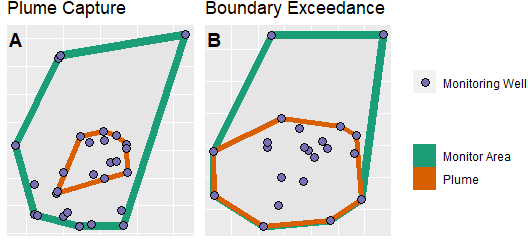 Plume Capture
Boundary Exceedance
A
B
Monitoring Well
Monitor Area
Plume